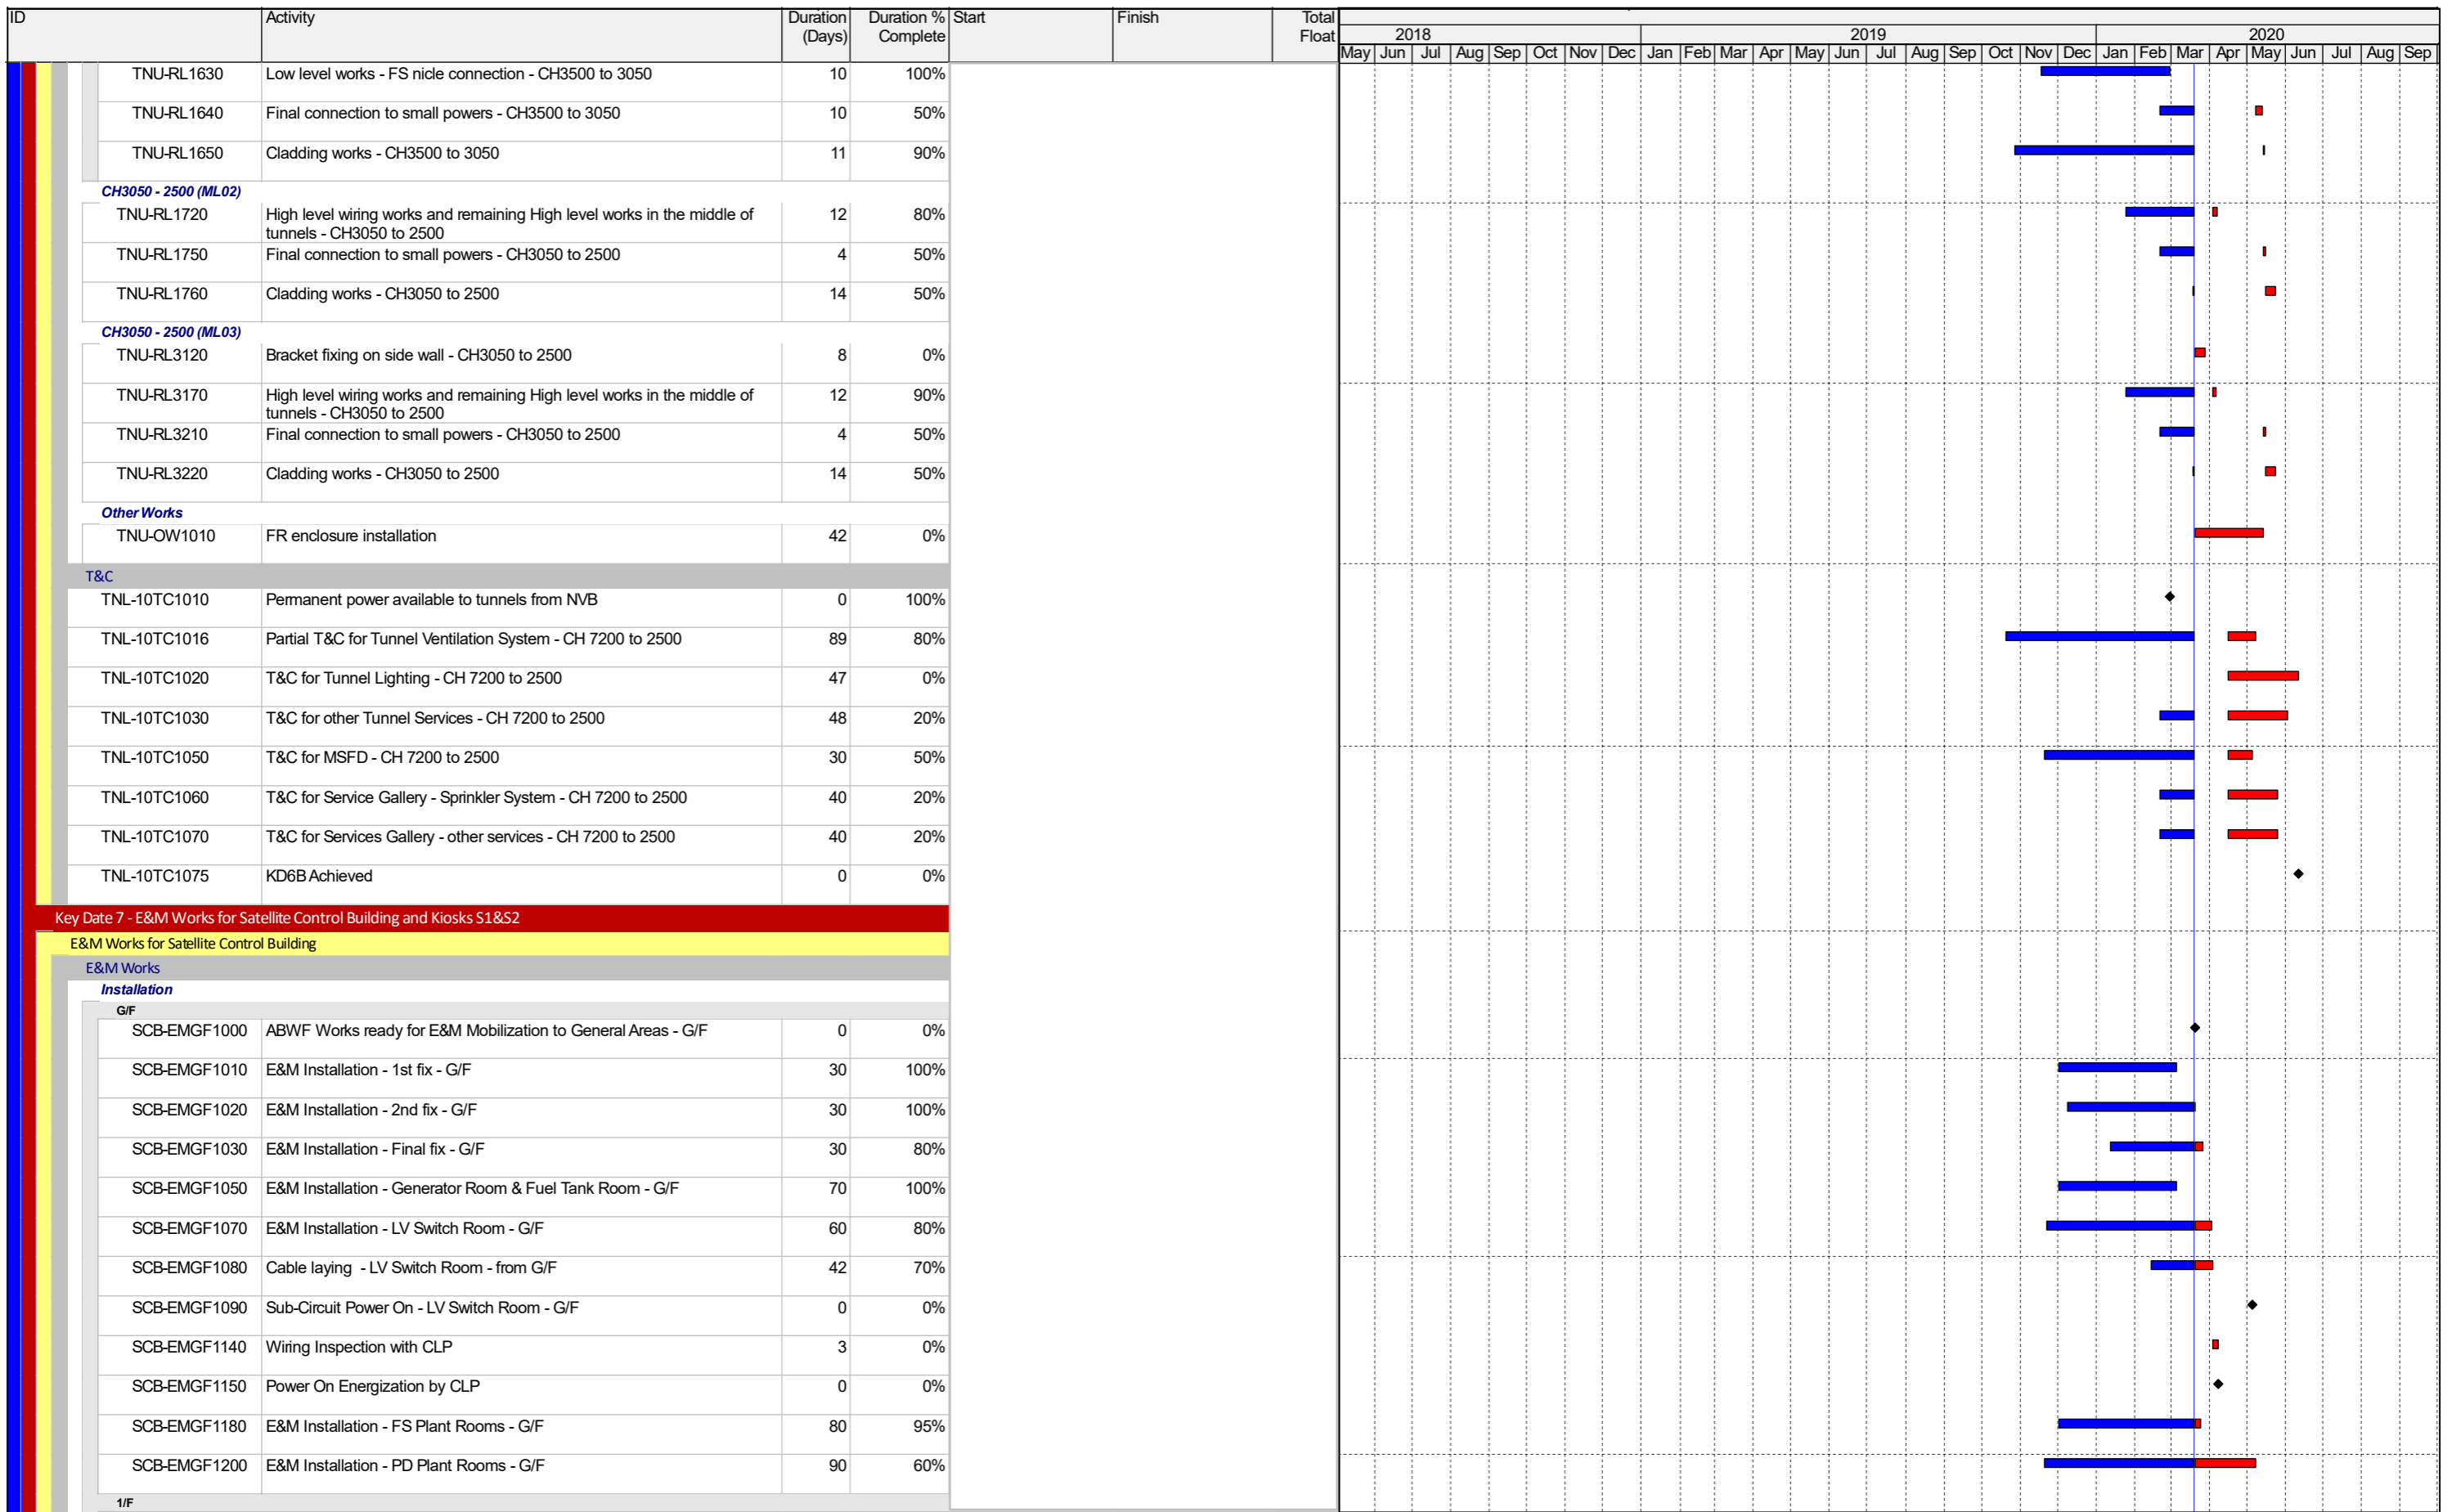 ID Activity Duration (Days) Duration % Complete Start Finish Total Float
2018 2019 2020
May Jun Jul Aug Sep Oct Nov Dec Jan Feb Mar Apr May Jun Jul Aug Sep Oct Nov Dec Jan Feb Mar Apr May Jun Jul Aug Sep
TNU-RL1630 Low level works - FS nicle connection - CH3500 to 3050 10 100%
TNU-RL1640 Final connection to small powers - CH3500 to 3050 10 50%
TNU-RL1650 Cladding works - CH3500 to 3050 11 90%
CH3050 - 2500 (ML02)
TNU-RL1720 High level wiring works and remaining High level works in the middle of 12 80%
tunnels - CH3050 to 2500
TNU-RL1750 Final connection to small powers - CH3050 to 2500 4 50%
TNU-RL1760 Cladding works - CH3050 to 2500 14 50%
CH3050 - 2500 (ML03)
TNU-RL3120 Bracket fixing on side wall - CH3050 to 2500 8 0%
TNU-RL3170 High level wiring works and remaining High level works in the middle of 12 90%
tunnels - CH3050 to 2500
TNU-RL3210 Final connection to small powers - CH3050 to 2500 4 50%
TNU-RL3220 Cladding works - CH3050 to 2500 14 50%
Other Works
TNU-OW1010 FR enclosure installation 42 0%
T&C
TNL-10TC1010 Permanent power available to tunnels from NVB 0 100%
TNL-10TC1016 Partial T&C for Tunnel Ventilation System - CH 7200 to 2500 89 80%
TNL-10TC1020 T&C for Tunnel Lighting - CH 7200 to 2500 47 0%
TNL-10TC1030 T&C for other Tunnel Services - CH 7200 to 2500 48 20%
TNL-10TC1050 T&C for MSFD - CH 7200 to 2500 30 50%
TNL-10TC1060 T&C for Service Gallery - Sprinkler System - CH 7200 to 2500 40 20%
TNL-10TC1070 T&C for Services Gallery - other services - CH 7200 to 2500 40 20%
TNL-10TC1075 KD6B Achieved 0 0%
Key Date 7 - E&M Works for Satellite Control Building and Kiosks S1&S2
E&M Works for Satellite Control Building
E&M Works
Installation
G/F
SCB-EMGF1000 ABWF Works ready for E&M Mobilization to General Areas - G/F 0 0%
SCB-EMGF1010 E&M Installation - 1st fix - G/F 30 100%
SCB-EMGF1020 E&M Installation - 2nd fix - G/F 30 100%
SCB-EMGF1030 E&M Installation - Final fix - G/F 30 80%
SCB-EMGF1050 E&M Installation - Generator Room & Fuel Tank Room - G/F 70 100%
SCB-EMGF1070 E&M Installation - LV Switch Room - G/F 60 80%
SCB-EMGF1080 Cable laying - LV Switch Room - from G/F 42 70%
SCB-EMGF1090 Sub-Circuit Power On - LV Switch Room - G/F 0 0%
SCB-EMGF1140 Wiring Inspection with CLP 3 0%
SCB-EMGF1150 Power On Energization by CLP 0 0%
SCB-EMGF1180 E&M Installation - FS Plant Rooms - G/F 80 95%
SCB-EMGF1200 E&M Installation - PD Plant Rooms - G/F 90 60%
1/F